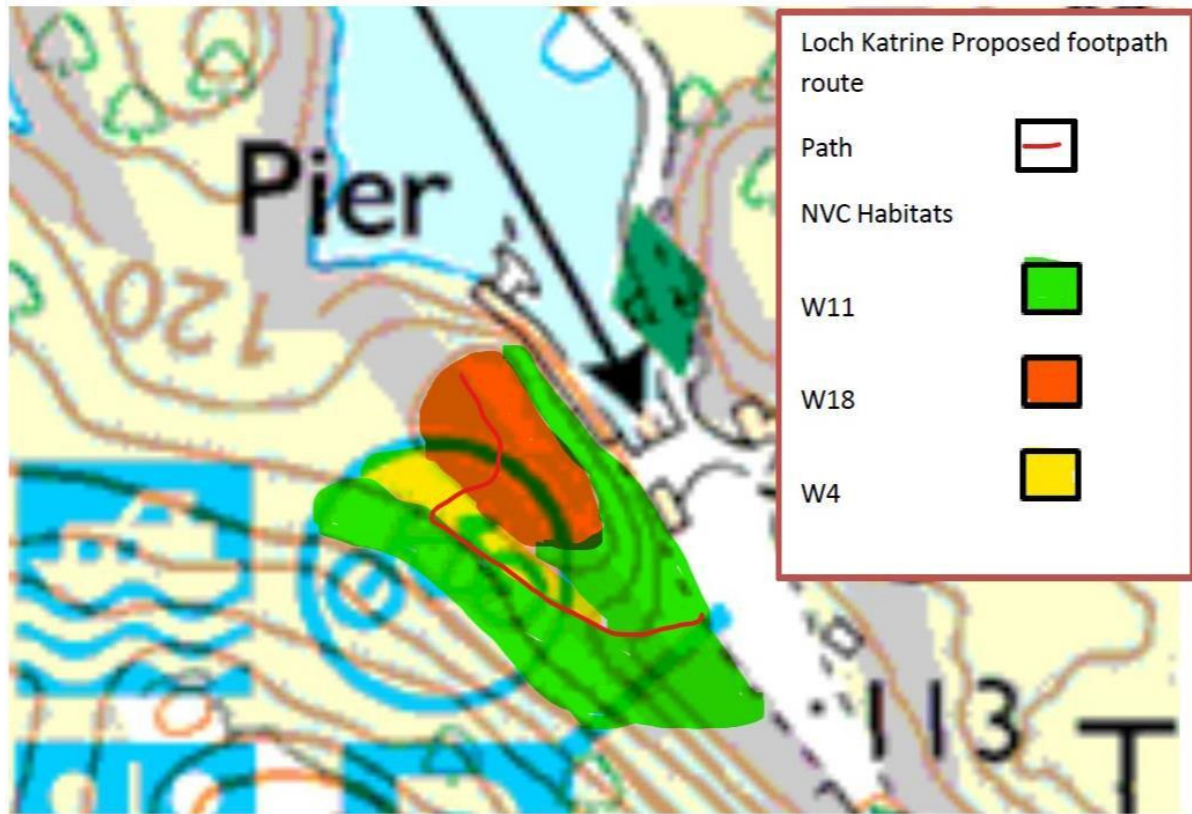 Loch Katrine Proposed footpath
route
Path
NVC Habitats
W11
W18
W4
Pier
120
113
T